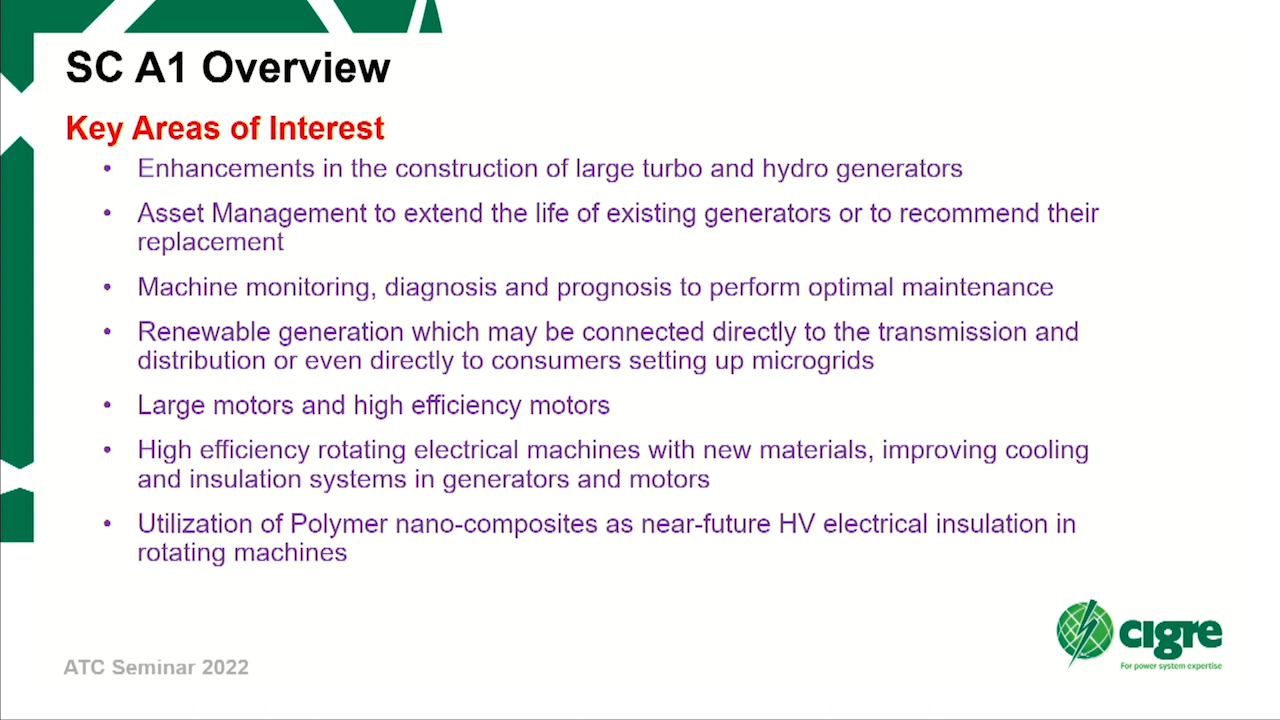 SC A1 Overview
Key Areas of Interest
• Enhancements in the construction of large turbo and hydro generators
• Asset Management to extend the life of existing generators or to recommend their
replacement
• Machine monitoring, diagnosis and prognosis to perform optimal maintenance
• Renewable generation which may be connected directly to the transmission and
distribution or even directly to consumers setting up microgrids
• Large motors and high efficiency motors
• High efficiency rotating electrical machines with new materials, improving cooling
and insulation systems in generators and motors
• Utilization of Polymer nano-composites as near-future HV electrical insulation in
rotating machines
cigre
For power system expertise
ATC Seminar 2022